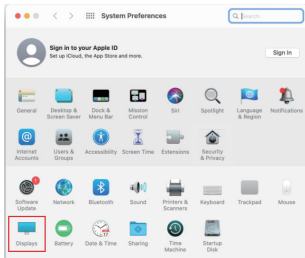 System Preferences
Search
Sign in to your Apple ID
Set up iCloud, the App Store and more.
Sign In
General
Desktop &
Screen Saver
Dock &
Menu Bar
Mission
Control
Siri
Spotlight
Language
& Region
Notifications
Internet
Accounts
Users &
Groups
Accessibility
Screen Time
Extensions
Security
& Privacy
Software
Update
Network
Bluetooth
Sound
Printers &
Scanners
Keyboard
Trackpad
Mouse
Displays
Battery
Date & Time
Sharing
Time
Machine
Startup
Disk